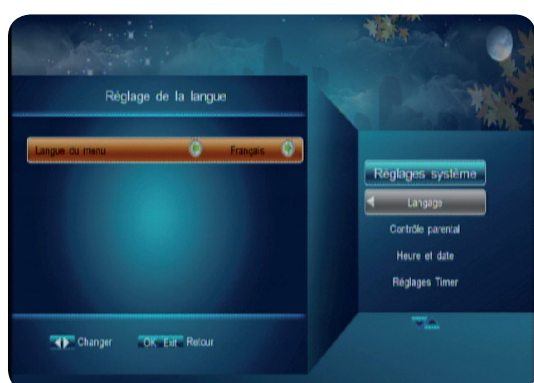 Réglage de la langue
Langue du menu Français
Changer OK Exit Retour
Réglages système
Langage
Contrôle parental
Heure et date
Réglages Timer